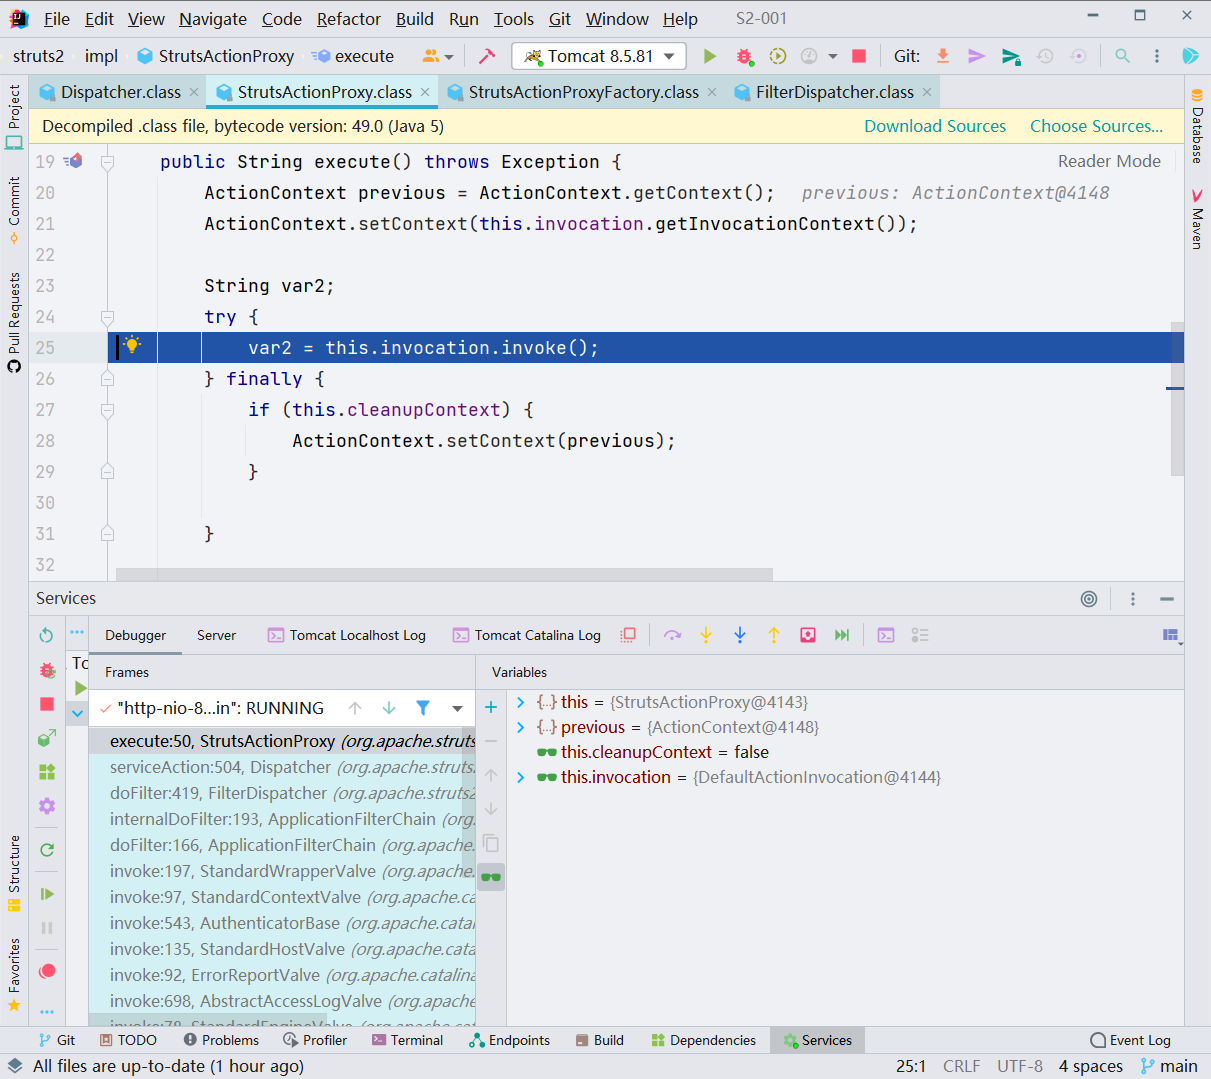 File Edit View Navigate Code Refactor Build Run Tools Git Window Help S2-001
struts2 impl StrutsActionProxy execute Tomcat 8.5.81 Git:
Dispatcher.class StrutsActionProxy.class StrutsActionProxyFactory.class FilterDispatcher.class
Decompiled .class file, bytecode version: 49.0 (Java 5) Download Sources Choose Sources...
Reader Mode
19 public String execute() throws Exception {
20 ActionContext previous = ActionContext.getContext(); previous: ActionContext@4148
21 ActionContext.setContext(this.invocation.getInvocationContext());
22
23 String var2;
24 try {
25 var2 = this.invocation.invoke();
26 } finally {
27 if (this.cleanupContext) {
28 ActionContext.setContext(previous);
29 }
30
31 }
32
Project
Commit
Pull Requests
Structure
Favorites
Database
Maven
Services
Debugger Server Tomcat Localhost Log Tomcat Catalina Log
To
Frames
"http-nio-8...in": RUNNING
execute:50, StrutsActionProxy (org.apache.struts
serviceAction:504, Dispatcher (org.apache.struts
doFilter:419, FilterDispatcher (org.apache.struts2
internalDoFilter:193, ApplicationFilterChain (org
doFilter:166, ApplicationFilterChain (org.apache.
invoke:197, StandardWrapperValve (org.apache.
invoke:97, StandardContextValve (org.apache.ca
invoke:543, AuthenticatorBase (org.apache.catal
invoke:135, StandardHostValve (org.apache.cata
invoke:92, ErrorReportValve (org.apache.catalina
invoke:698, AbstractAccessLogValve (org.apache
invoke:78, StandardEngineValve (org.apache.cat
Variables
this = {StrutsActionProxy@4143}
previous = {ActionContext@4148}
this.cleanupContext = false
this.invocation = {DefaultActionInvocation@4144}
Git TODO Problems Profiler Terminal Endpoints Build Dependencies Services Event Log
All files are up-to-date (1 hour ago) 25:1 CRLF UTF-8 4 spaces main